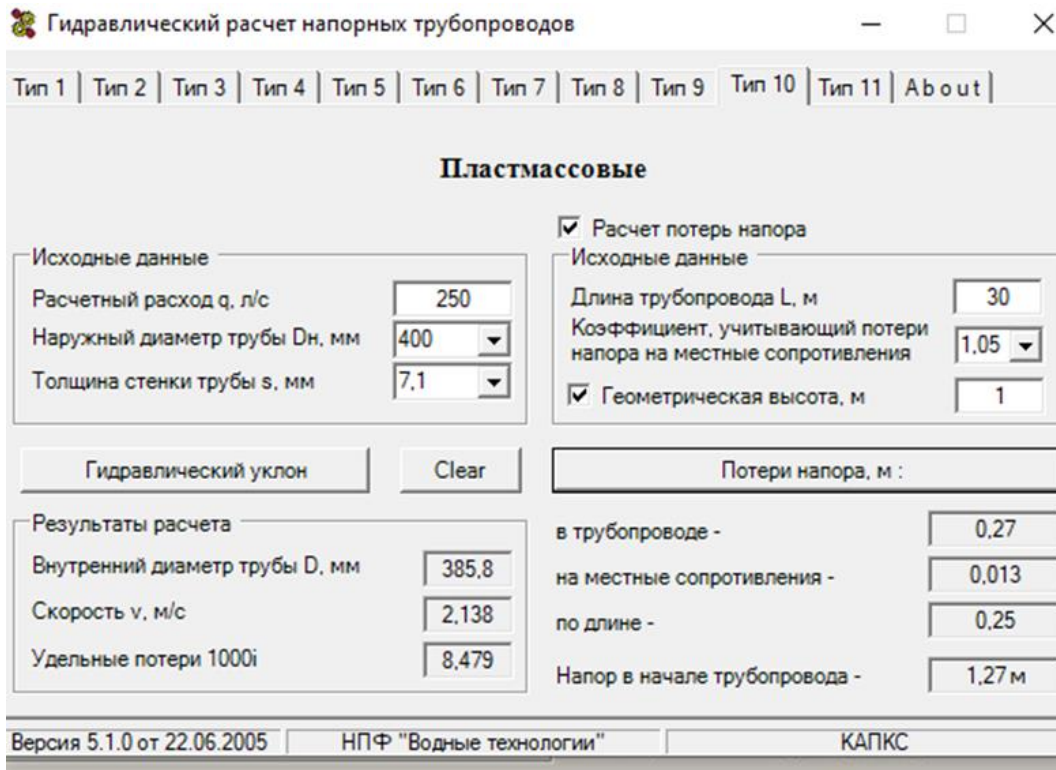 Гидравлический расчет напорных трубопроводов
Тип 1 Тип 2 Тип 3 Тип 4 Тип 5 Тип 6 Тип 7 Тип 8 Тип 9 Тип 10 Тип 11 About
Пластмассовые
Расчет потерь напора
Исходные данные
Расчетный расход q, л/с 250
Наружный диаметр трубы Dн, мм 400
Толщина стенки трубы s, мм 7,1
Исходные данные
Длина трубопровода L, м 30
Коэффициент, учитывающий потери
напора на местные сопротивления 1,05
Геометрическая высота, м 1
Гидравлический уклон Clear Потери напора, м :
Результаты расчета
Внутренний диаметр трубы D, мм 385,8
Скорость v, м/с 2,138
Удельные потери 1000i 8,479
в трубопроводе - 0,27
на местные сопротивления - 0,013
по длине - 0,25
Напор в начале трубопровода - 1,27 м
Версия 5.1.0 от 22.06.2005 НПФ "Водные технологии" КАПКС